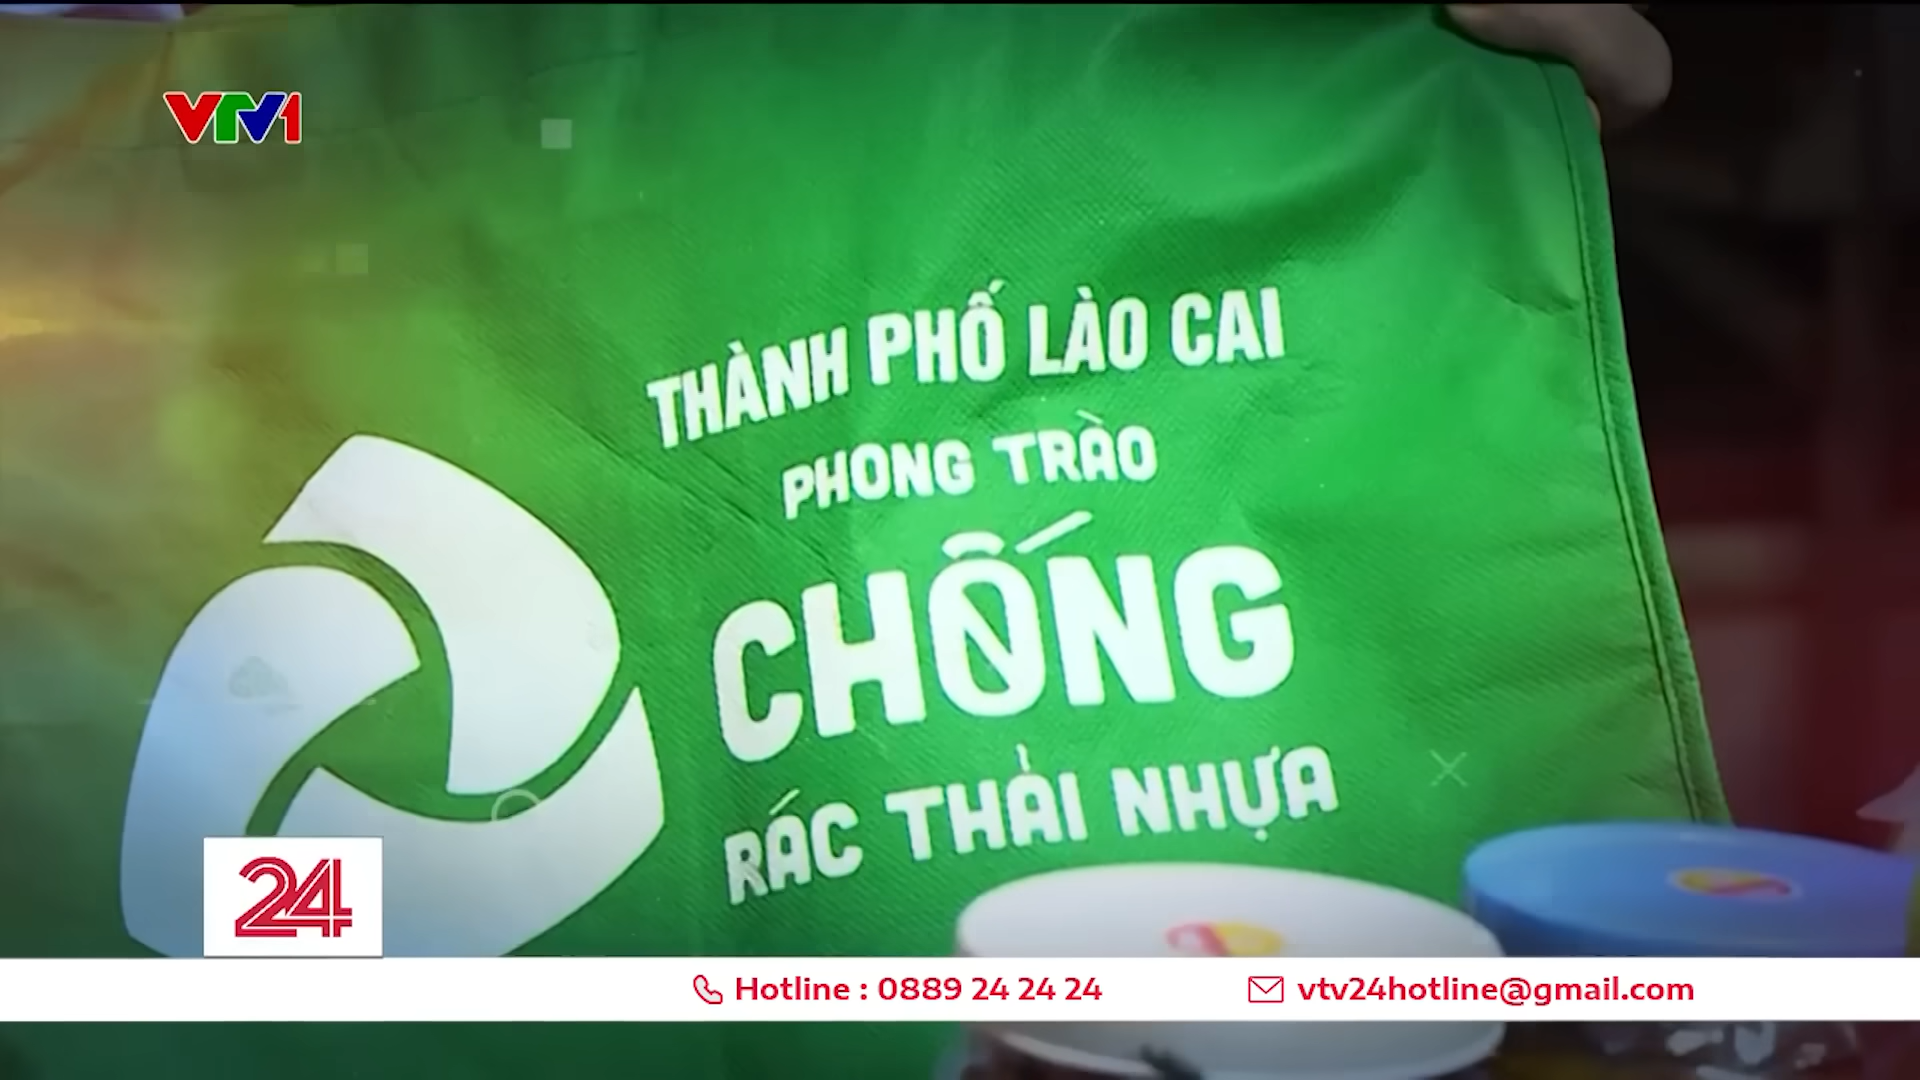 VTV1
THÀNH PHỐ LÀO CAI
PHONG TRÀO
CHỐNG
RÁC THẢI NHỰA
24
Hotline : 0889 24 24 24
vtv24hotline@gmail.com